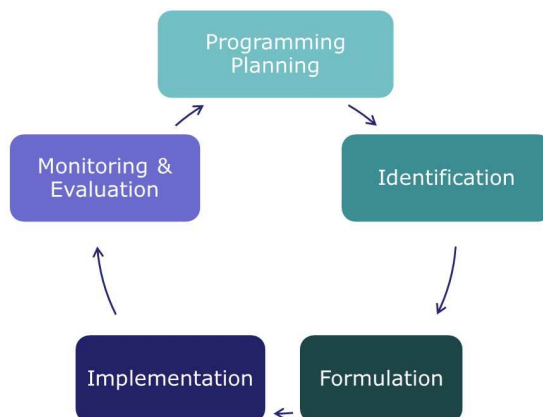 Programming
Planning
Identification
Formulation
Implementation
Monitoring &
Evaluation